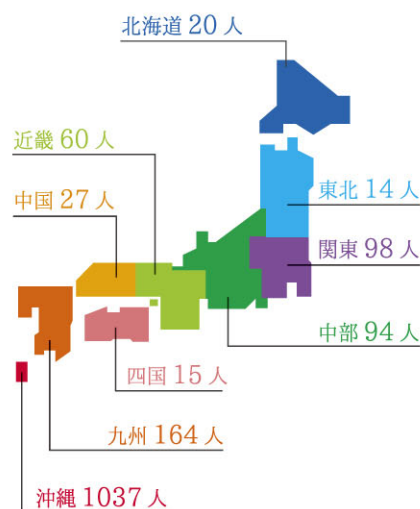 北海道 20 人
近畿 60 人
中国 27 人
東北 14 人
関東 98 人
中部 94 人
四国 15 人
九州 164 人
沖縄 1037 人